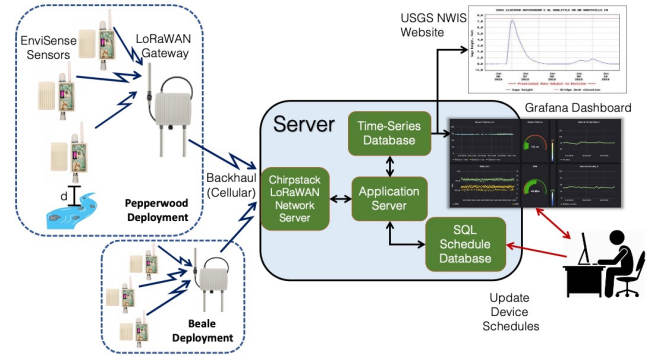 EnviSense
Sensors
LoRaWAN
Gateway
d
Pepperwood
Deployment
Beale
Deployment
Backhaul
(Cellular)
Server
Time-Series
Database
Chirpstack
LoRaWAN
Network
Server
Application
Server
SQL
Schedule
Database
USGS NWIS
Website
Grafana Dashboard
Update
Device
Schedules